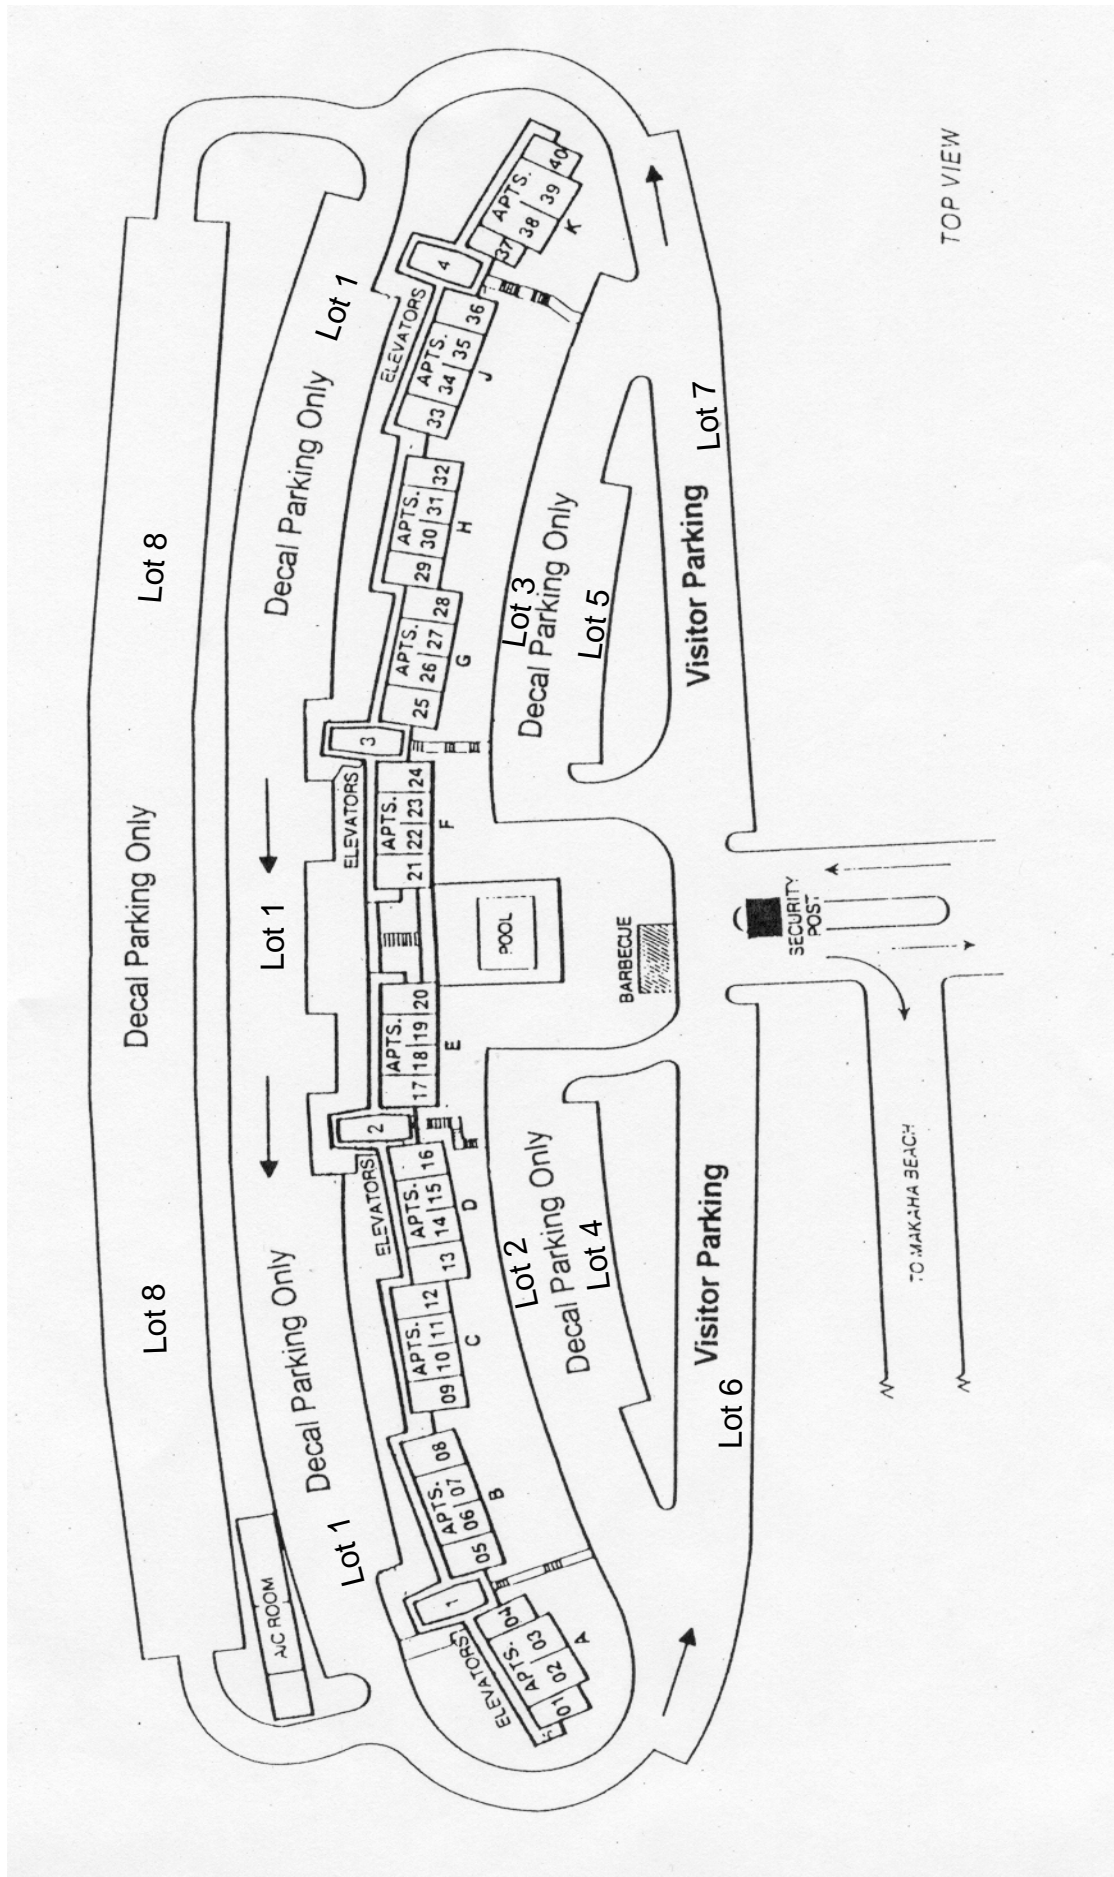 TOP VIEW
Lot 8
Decal Parking Only
Lot 8
Lot 1
Decal Parking Only
Lot 1
Decal Parking Only
Lot 1
A/C ROOM
ELEVATORS
4
APTS.
37 38 39 40
K
ELEVATORS
APTS.
33 34 35 36
J
APTS.
29 30 31 32
H
APTS.
25 26 27 28
G
3
ELEVATORS
APTS.
21 22 23 24
F
POOL
BARBECUE
APTS.
17 18 19 20
E
2
ELEVATORS
APTS.
13 14 15 16
D
APTS.
09 10 11 12
C
APTS.
05 06 07 08
B
1
APTS.
01 02 03 04
A
Lot 3
Decal Parking Only
Lot 5
Visitor Parking
Lot 7
Lot 2
Decal Parking Only
Lot 4
Visitor Parking
Lot 6
SECURITY
POST
TO MAKAHA BEACH